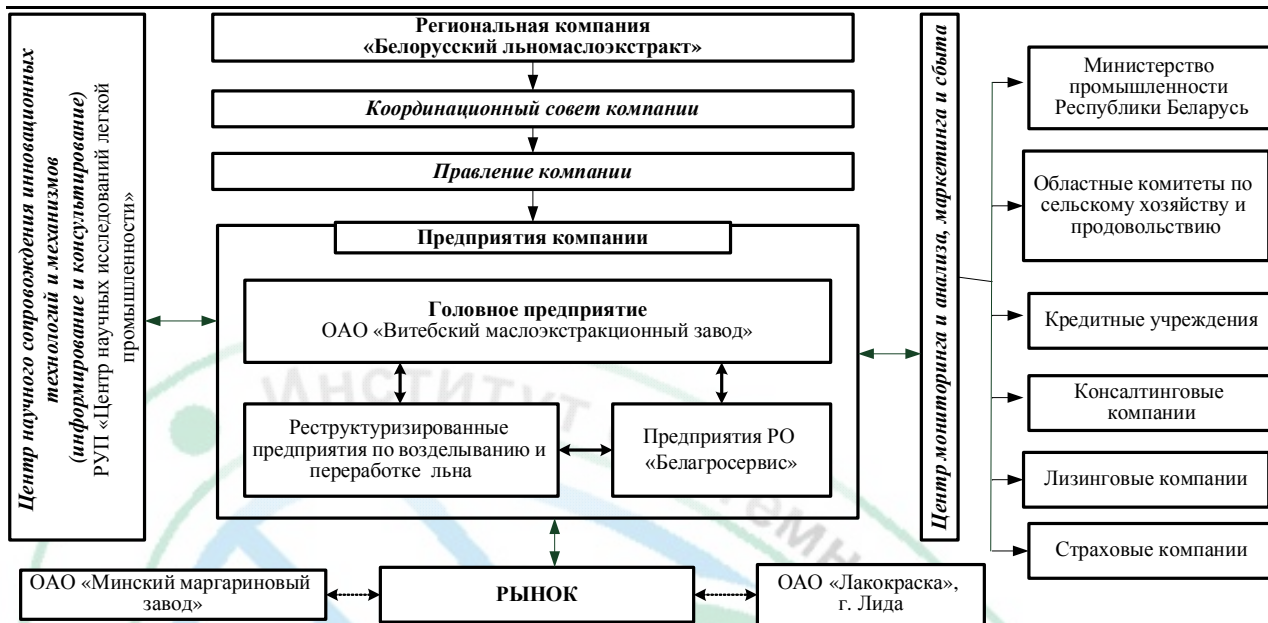 Центр научного сопровождения инновационных
технологий и механизмов
(информирование и консультирование)
РУП «Центр научных исследований легкой
промышленности»
Региональная компания
«Белорусский льномаслоэкстракт»
Координационный совет компании
Правление компании
Предприятия компании
Головное предприятие
ОАО «Витебский маслоэкстракционный завод»
Реструктуризированные
предприятия по возделыванию и
переработке льна
Предприятия РО
«Белагросервис»
Центр мониторинга и анализа, маркетинга и сбыта
Министерство
промышленности
Республики Беларусь
Областные комитеты по
сельскому хозяйству и
продовольствию
Кредитные учреждения
Консалтинговые
компании
Лизинговые компании
Страховые компании
ОАО «Минский маргариновый
завод»
РЫНОК
ОАО «Лакокраска»,
г. Лида
Институт